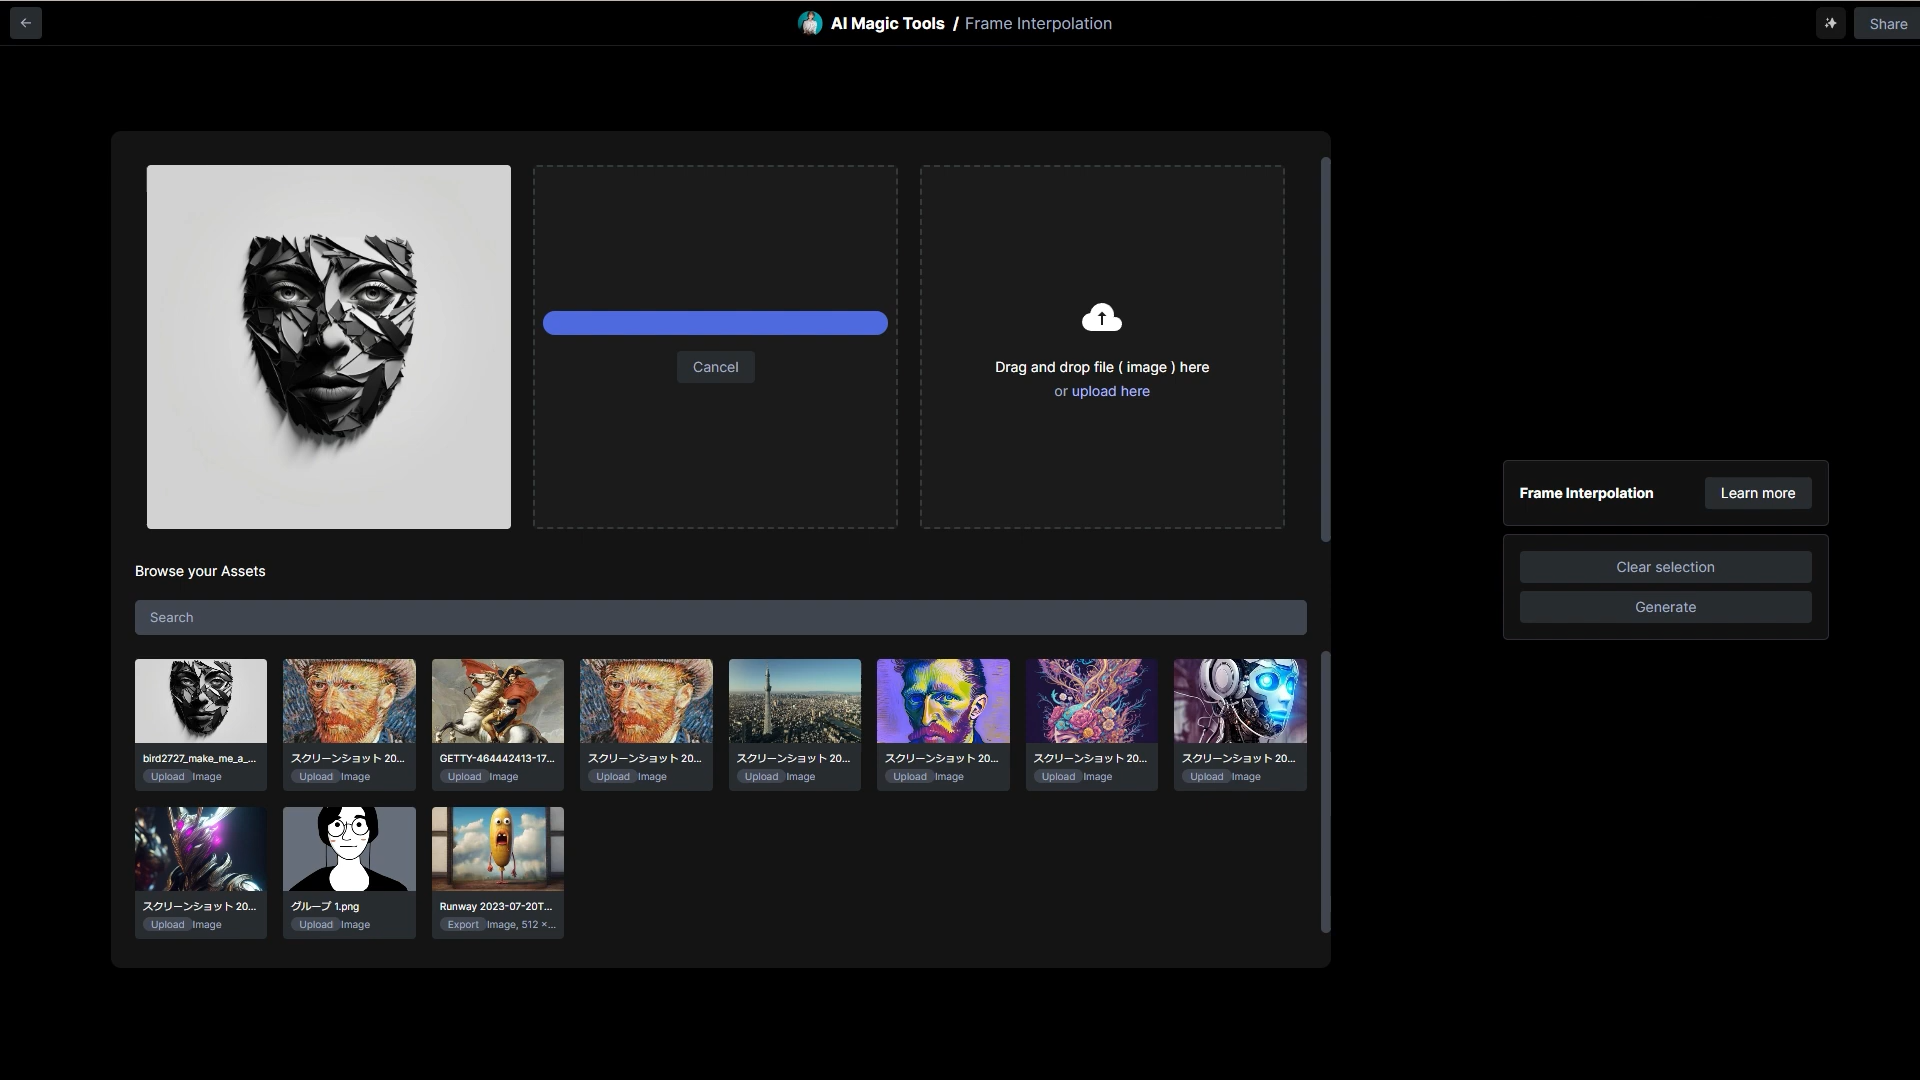 AI Magic Tools / Frame Interpolation
Share
Cancel
Drag and drop file ( image ) here
or upload here
Frame Interpolation
Learn more
Clear selection
Generate
Browse your Assets
Search
bird2727_make_me_a_...
Upload Image
スクリーンショット 20...
Upload Image
GETTY-464442413-17...
Upload Image
スクリーンショット 20...
Upload Image
スクリーンショット 20...
Upload Image
スクリーンショット 20...
Upload Image
スクリーンショット 20...
Upload Image
スクリーンショット 20...
Upload Image
スクリーンショット 20...
Upload Image
グループ 1.png
Upload Image
Runway 2023-07-20T...
Export Image, 512 ×...